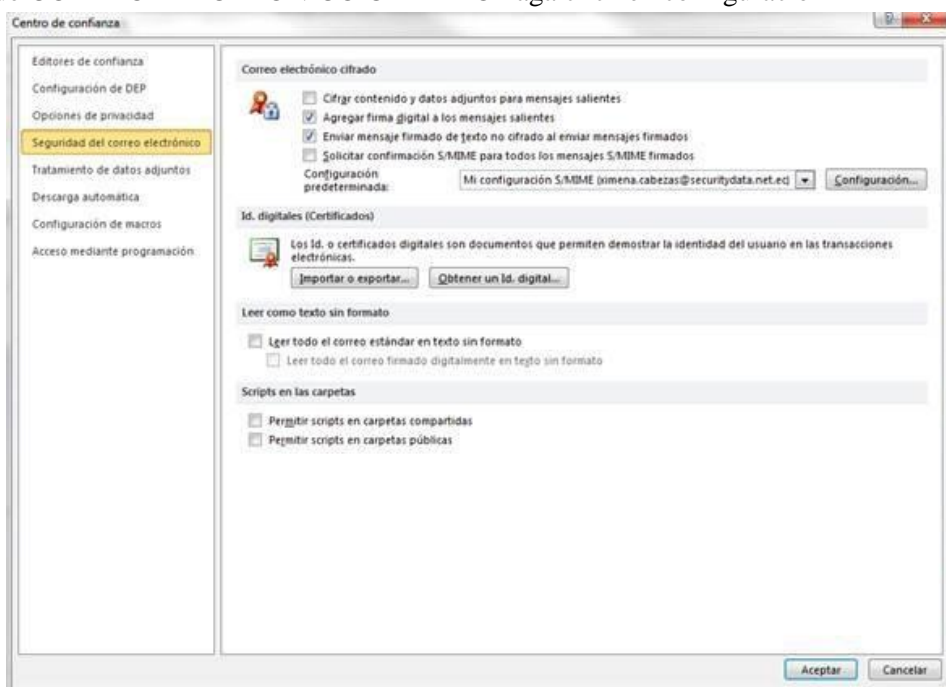 Centro de confianza
Editores de confianza
Configuración de DEP
Opciones de privacidad
Seguridad del correo electrónico
Tratamiento de datos adjuntos
Descarga automática
Configuración de macros
Acceso mediante programación
Correo electrónico cifrado
Cifrar contenido y datos adjuntos para mensajes salientes
Agregar firma digital a los mensajes salientes
Enviar mensaje firmado de texto no cifrado al enviar mensajes firmados
Solicitar confirmación S/MIME para todos los mensajes S/MIME firmados
Configuración
predeterminada:
Mi configuración S/MIME (ximena.cabezas@securitydata.net.ec
Configuración...
Id. digitales (Certificados)
Los Id. o certificados digitales son documentos que permiten demostrar la identidad del usuario en las transacciones
electrónicas.
Importar o exportar...
Obtener un Id. digital...
Leer como texto sin formato
Leer todo el correo estándar en texto sin formato
Leer todo el correo firmado digitalmente en texto sin formato
Scripts en las carpetas
Permitir scripts en carpetas compartidas
Permitir scripts en carpetas públicas
Aceptar
Cancelar